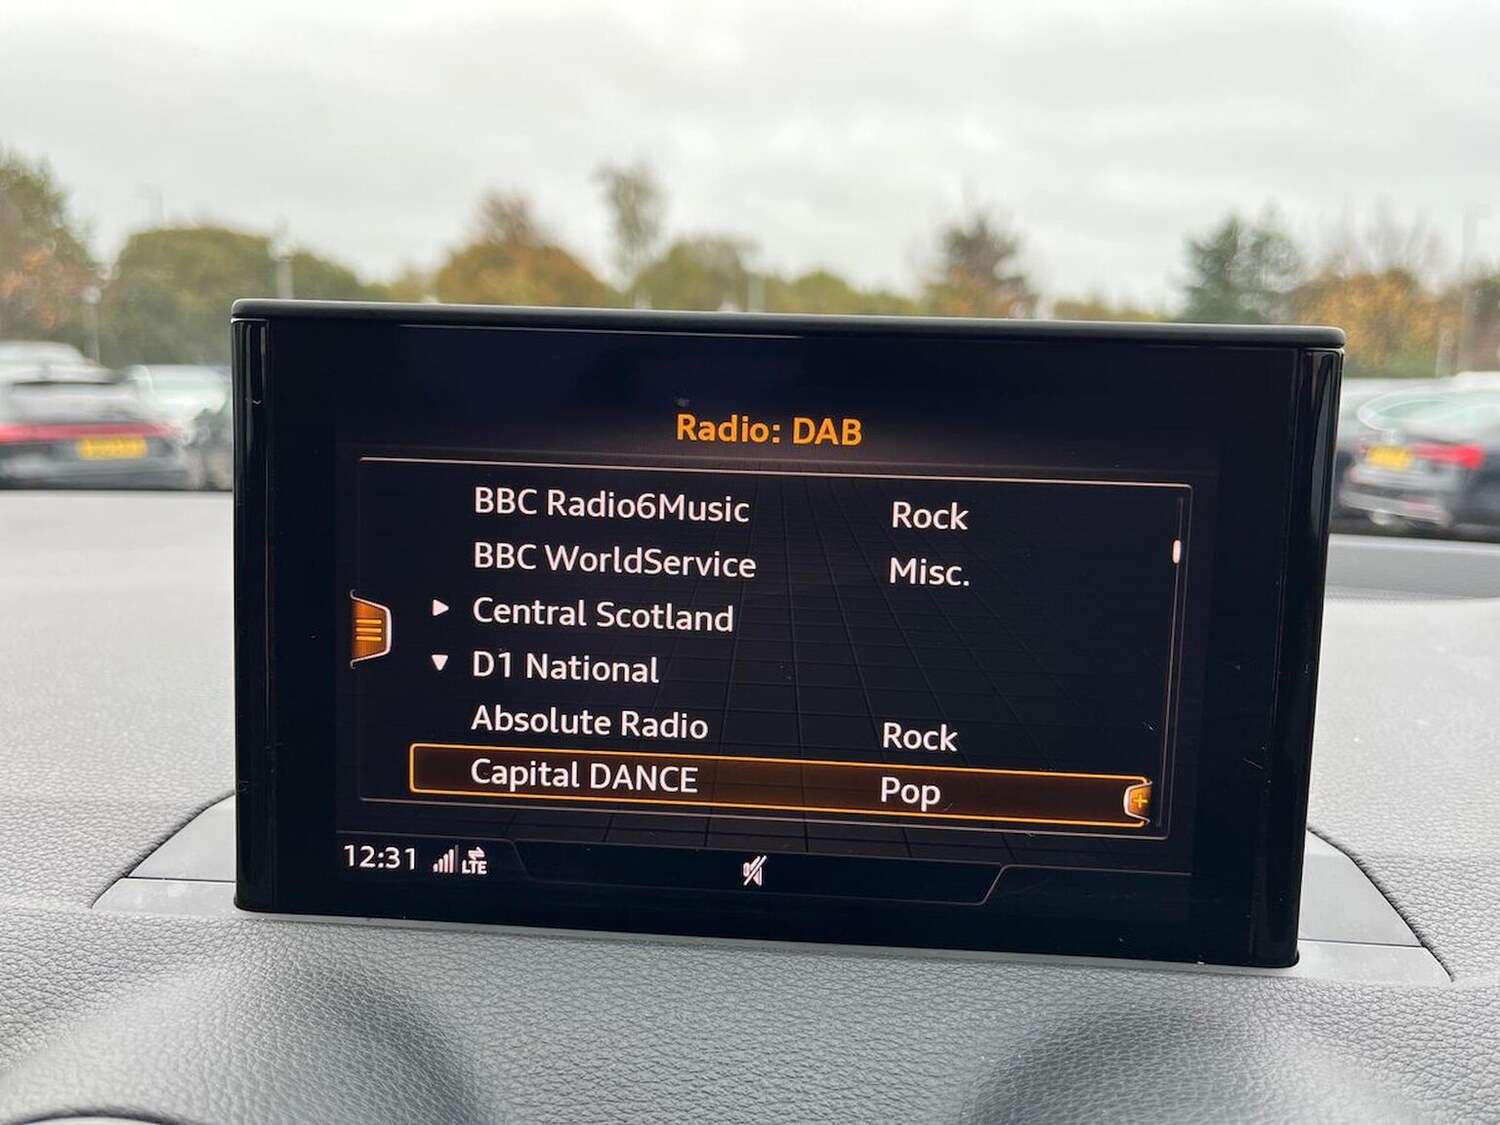 Radio: DAB
BBC Radio6Music Rock
BBC WorldService Misc.
Central Scotland
D1 National
Absolute Radio Rock
Capital DANCE Pop
12:31 LTE